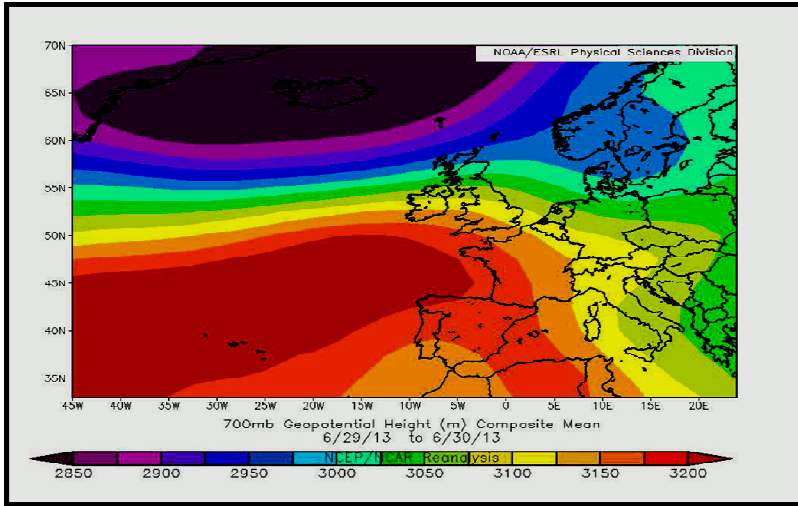 NOAA/ESRL Physical Sciences Division
70N
65N
60N
55N
50N
45N
40N
35N
45W 40W 35W 30W 25W 20W 15W 10W 5W 0 5E 10E 15E 20E
700mb Geopotential Height (m) Composite Mean
6/29/13 to 6/30/13
NCEP/NCAR Reanalysis
2850 2900 2950 3000 3050 3100 3150 3200